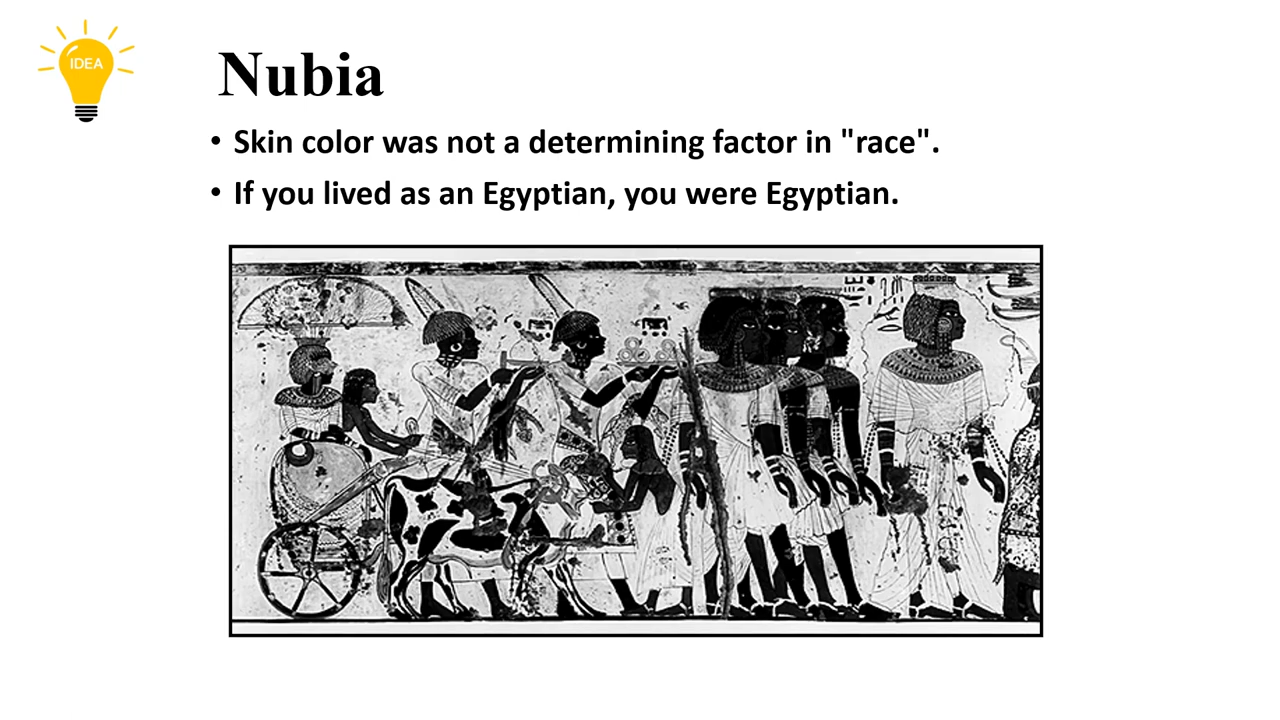 IDEA
Nubia
• Skin color was not a determining factor in "race".
• If you lived as an Egyptian, you were Egyptian.